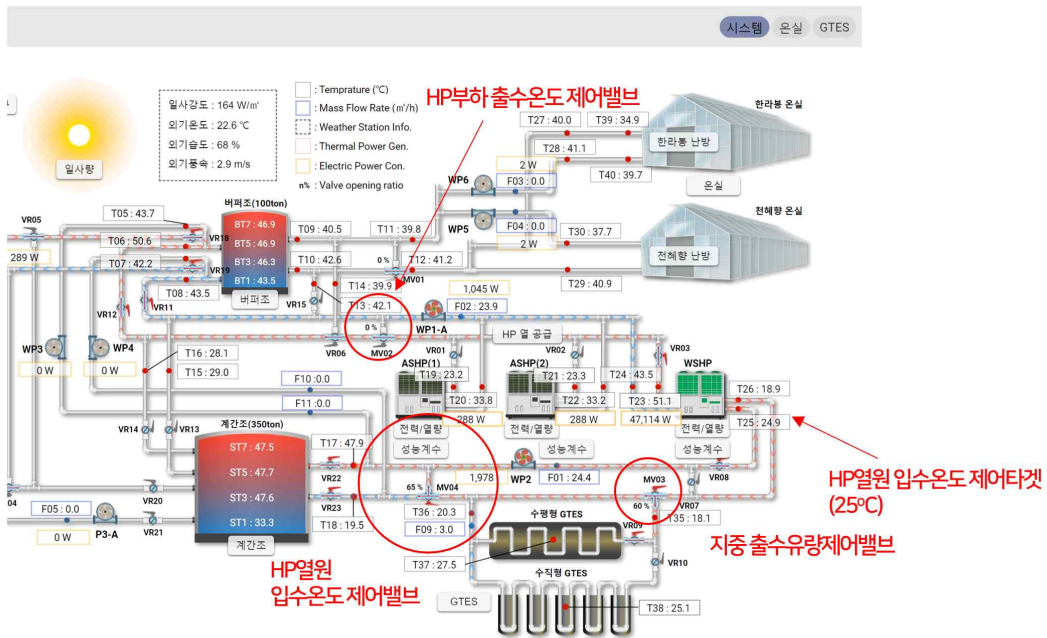 시스템 온실 GTES
일사강도 : 164 W/㎡
외기온도 : 22.6 ℃
외기습도 : 68 %
외기풍속 : 2.9 m/s
일사량
: Temprature (℃)
: Mass Flow Rate (㎥/h)
: Weather Station Info.
: Thermal Power Gen.
: Electric Power Con.
n% : Valve opening ratio
HP부하 출수온도 제어밸브
T27 : 40.0
T39 : 34.9
T28 : 41.1
T40 : 39.7
한라봉 온실
한라봉 난방
온실
2 W
F03 : 0.0
WP6
WP5
F04 : 0.0
2 W
천혜향 온실
천혜향 난방
T30 : 37.7
T29 : 40.9
VR05
289 W
T05 : 43.7
T06 : 50.6
T07 : 42.2
T08 : 43.5
VR18
VR19
버퍼조(100ton)
BT7 : 46.9
BT5 : 46.9
BT3 : 46.3
BT1 : 43.5
버퍼조
T09 : 40.5
T10 : 42.6
T11 : 39.8
T12 : 41.2
0 %
MV01
T14 : 39.9
T13 : 42.1
VR15
VR12
VR11
1,045 W
F02 : 23.9
WP1-A
HP 열 공급
0 %
VR06
MV02
WP3
0 W
WP4
0 W
T16 : 28.1
T15 : 29.0
VR01
VR02
VR03
ASHP(1)
T19 : 23.2
T20 : 33.8
288 W
전력/열량
성능계수
ASHP(2)
T21 : 23.3
T22 : 33.2
288 W
전력/열량
성능계수
T24 : 43.5
T23 : 51.1
47,114 W
WSHP
전력/열량
성능계수
T26 : 18.9
T25 : 24.9
F10 :0.0
F11 :0.0
VR14
VR13
계간조(350ton)
ST7 : 47.5
ST5 : 47.7
ST3 : 47.6
ST1 : 33.3
계간조
T17 : 47.9
VR22
VR23
T18 : 19.5
04
VR20
F05 : 0.0
0 W
P3-A
VR21
65 %
MV04
1,978
WP2
F01 : 24.4
T36 : 20.3
F09 : 3.0
T37 : 27.5
MV03
60 %
VR08
VR07
T35 : 18.1
VR09
VR10
수평형 GTES
수직형 GTES
GTES
T38 : 25.1
HP열원
입수온도 제어밸브
HP열원 입수온도 제어타겟
(25℃)
지중 출수유량제어밸브